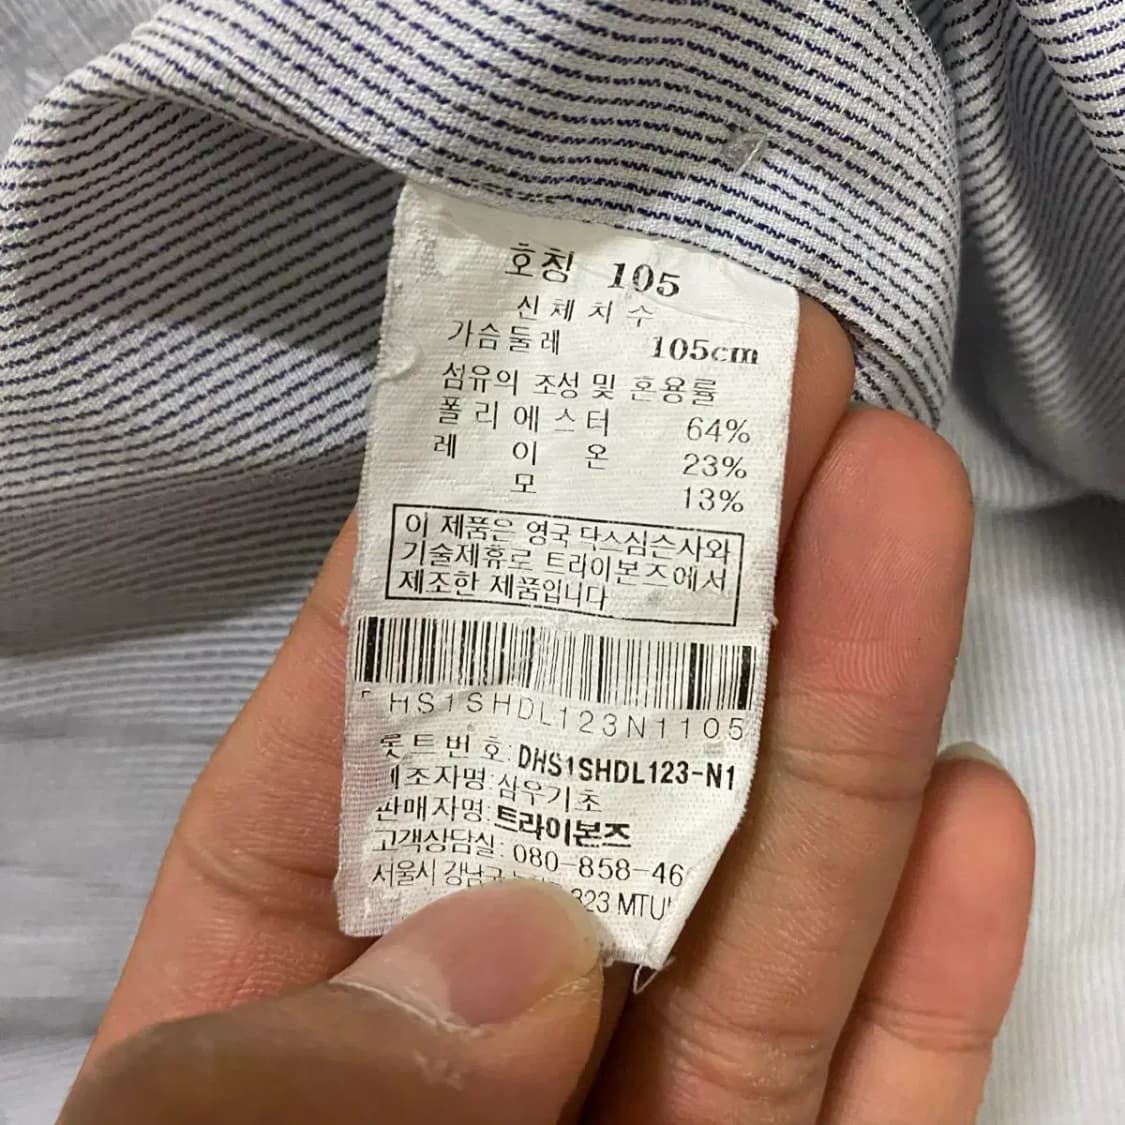 호칭 105
신체치수
가슴둘레 105cm
섬유의 조성 및 혼용률
폴리에스터 64%
레이온 23%
모 13%
이 제품은 영국 닥스심슨사와
기술제휴로 트라이본즈에서
제조한 제품입니다
HS1SHDL123N1105
롯트번호: DHS1SHDL123-N1
제조자명: 심우기초
판매자명: 트라이본즈
고객상담실: 080-858-46
서울시 강남구 323 MTU